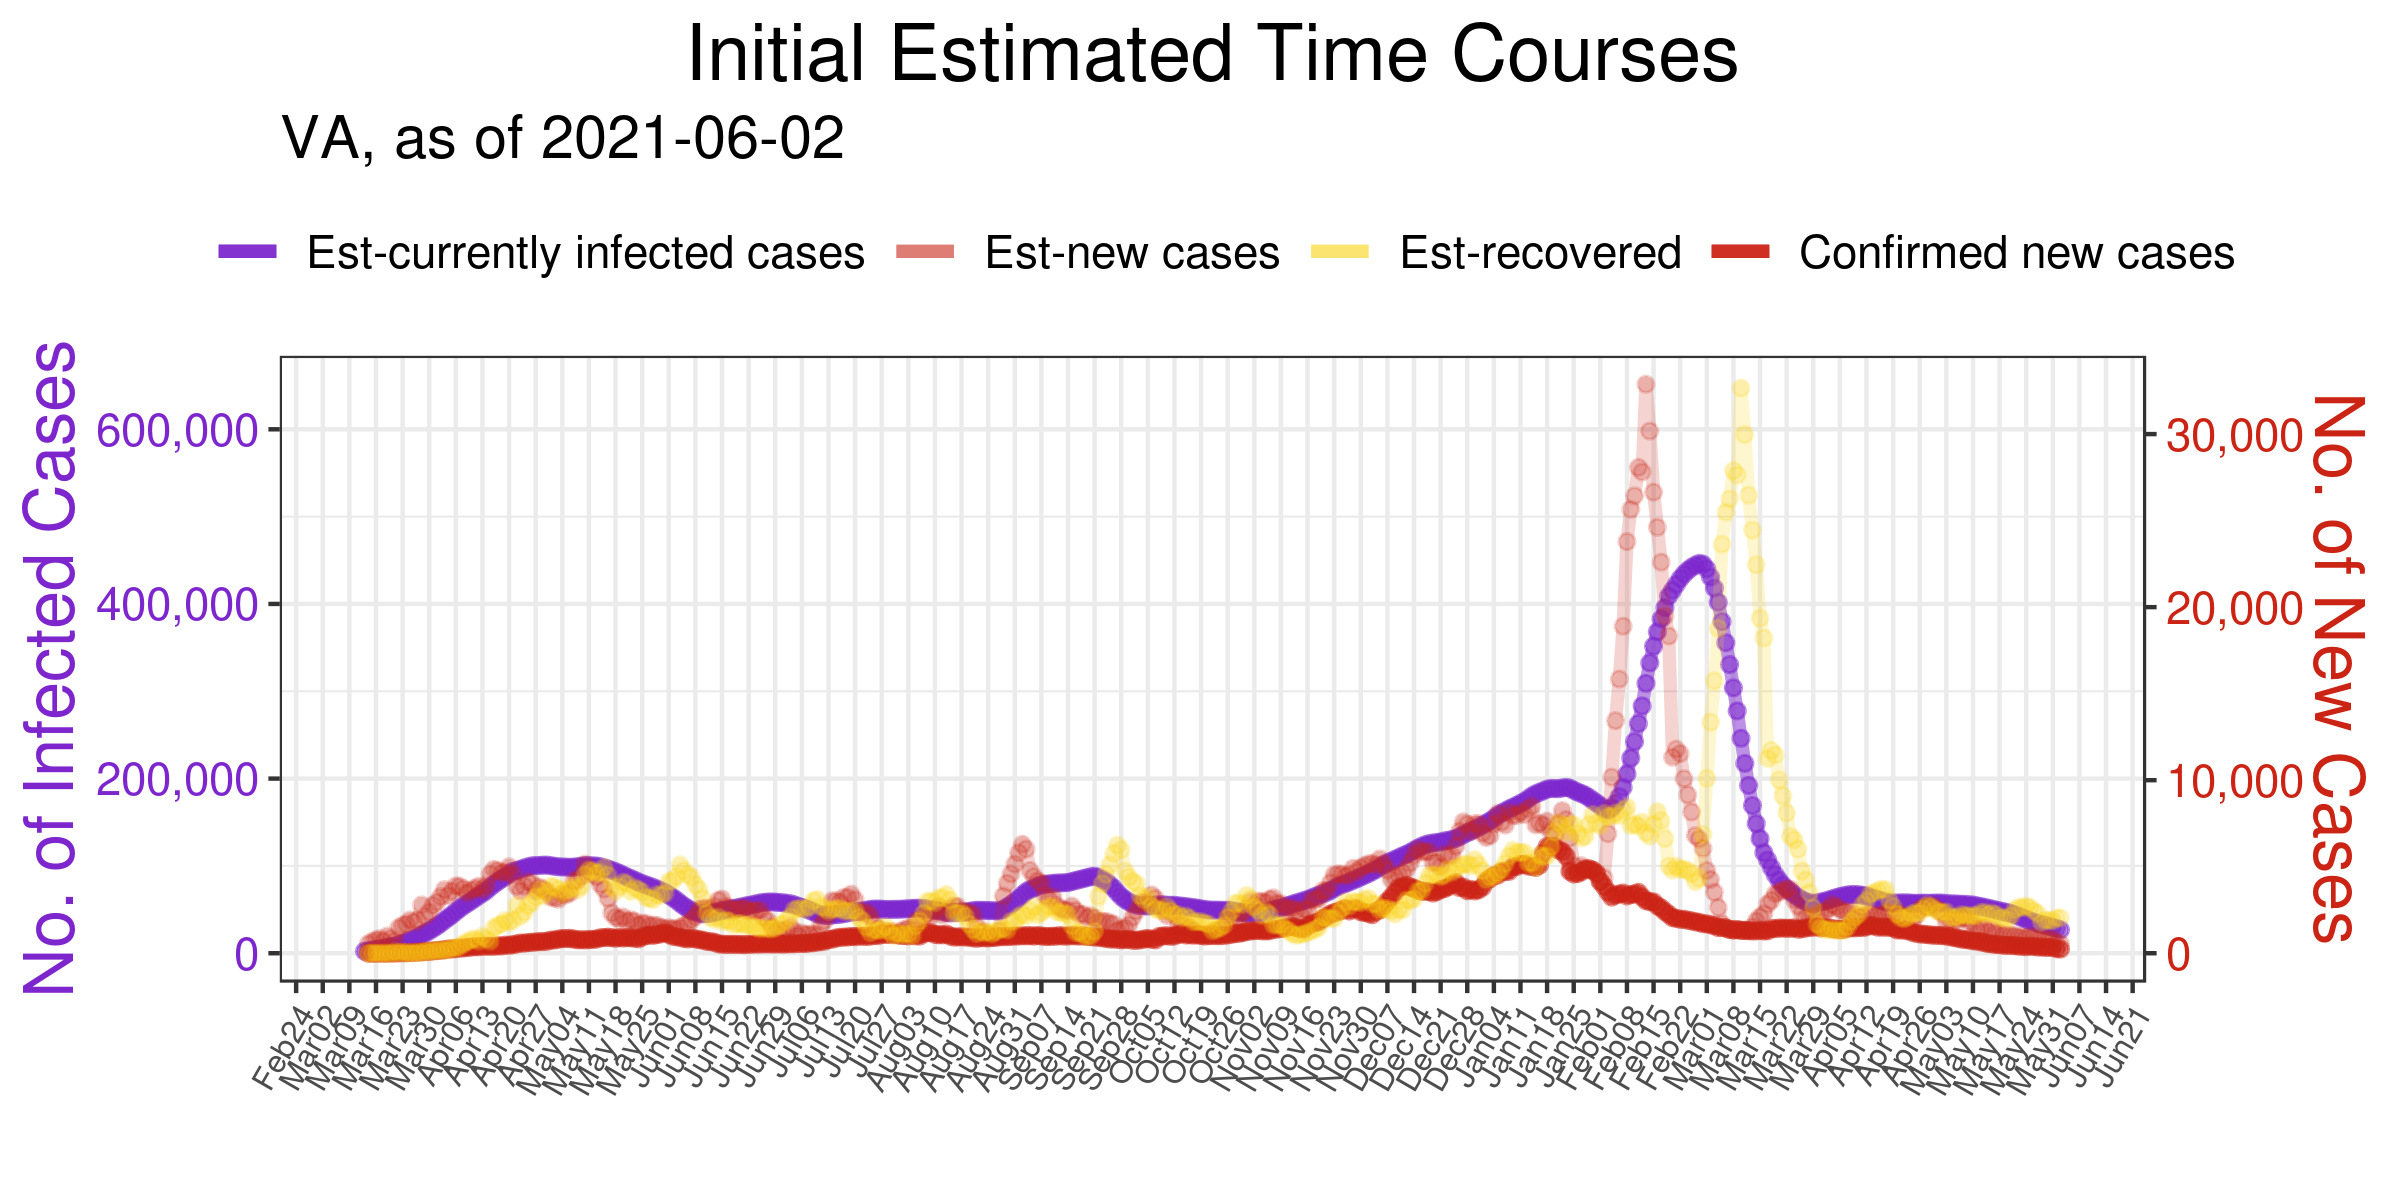 Initial Estimated Time Courses
VA, as of 2021-06-02
Est-currently infected cases Est-new cases Est-recovered Confirmed new cases
No. of Infected Cases
600,000
400,000
200,000
0
30,000
20,000
10,000
0
No. of New Cases
Feb24 Mar02 Mar09 Mar16 Mar23 Mar30 Apr06 Apr13 Apr20 Apr27 May04 May11 May18 May25 Jun01 Jun08 Jun15 Jun22 Jun29 Jul06 Jul13 Jul20 Jul27 Aug03 Aug10 Aug17 Aug24 Aug31 Sep07 Sep14 Sep21 Sep28 Oct05 Oct12 Oct19 Oct26 Nov02 Nov09 Nov16 Nov23 Nov30 Dec07 Dec14 Dec21 Dec28 Jan04 Jan11 Jan18 Jan25 Feb01 Feb08 Feb15 Feb22 Mar01 Mar08 Mar15 Mar22 Mar29 Apr05 Apr12 Apr19 Apr26 May03 May10 May17 May24 May31 Jun07 Jun14 Jun21